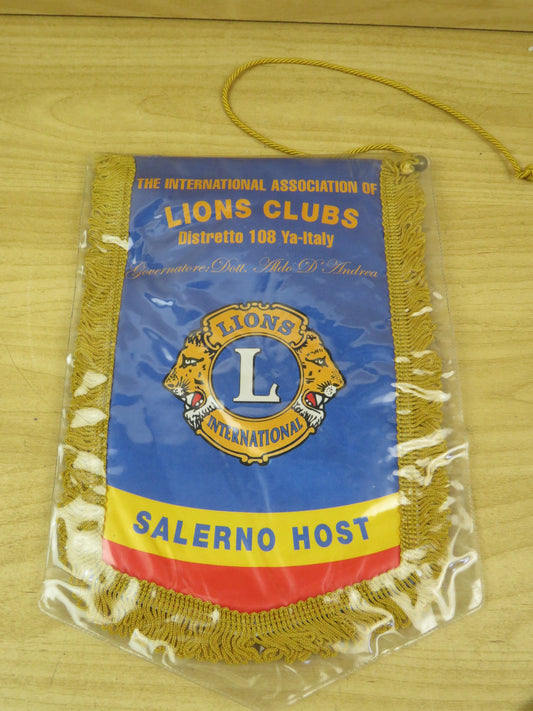 THE INTERNATIONAL ASSOCIATION OF
LIONS CLUBS
Distretto 108 Ya-Italy
Governatore: Dott. Aldo D'Andrea
LIONS
L
INTERNATIONAL
SALERNO HOST